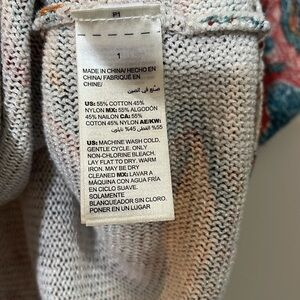 P1
1
MADE IN CHINA/ HECHO EN
CHINA/ FABRIQUÉ EN
CHINE/
صنع في الصين
US: 55% COTTON 45%
NYLON MX: 55% ALGODÓN
45% NAILON CA: 55%
COTON 45% NYLON AE/KW:
55% القطن 45% نايلون
US: MACHINE WASH COLD.
GENTLE CYCLE. ONLY
NON-CHLORINE BLEACH.
LAY FLAT TO DRY. WARM
IRON. MAY BE DRY
CLEANED MX: LAVAR A
MÁQUINA CON AGUA FRÍA
EN CICLO SUAVE.
SOLAMENTE
BLANQUEADOR SIN CLORO.
PONER EN UN LUGAR